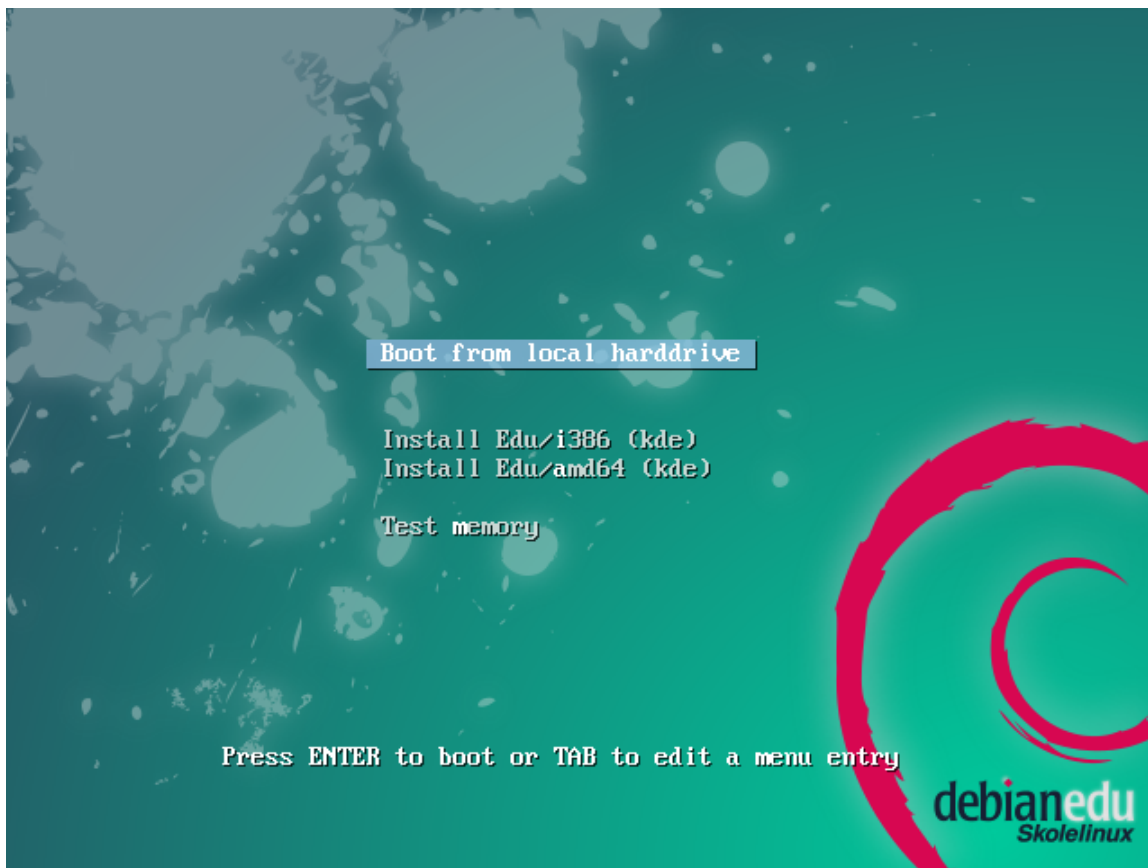 Boot from local harddrive
Install Edu/i386 (kde)
Install Edu/amd64 (kde)
Test memory
Press ENTER to boot or TAB to edit a menu entry
debianedu
Skolelinux